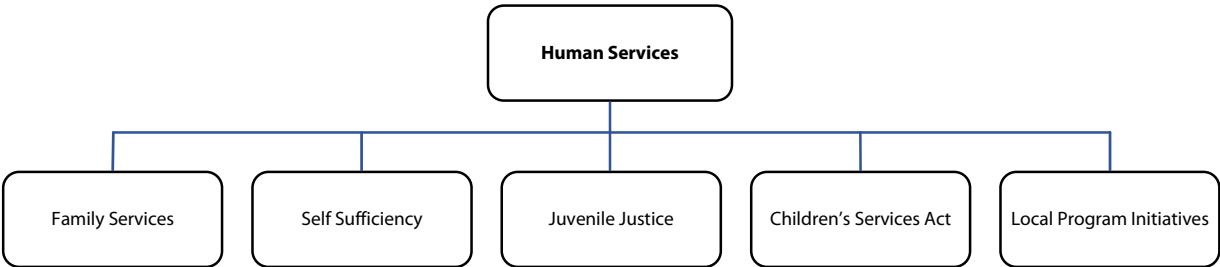 Human Services
Family Services
Self Sufficiency
Juvenile Justice
Children’s Services Act
Local Program Initiatives